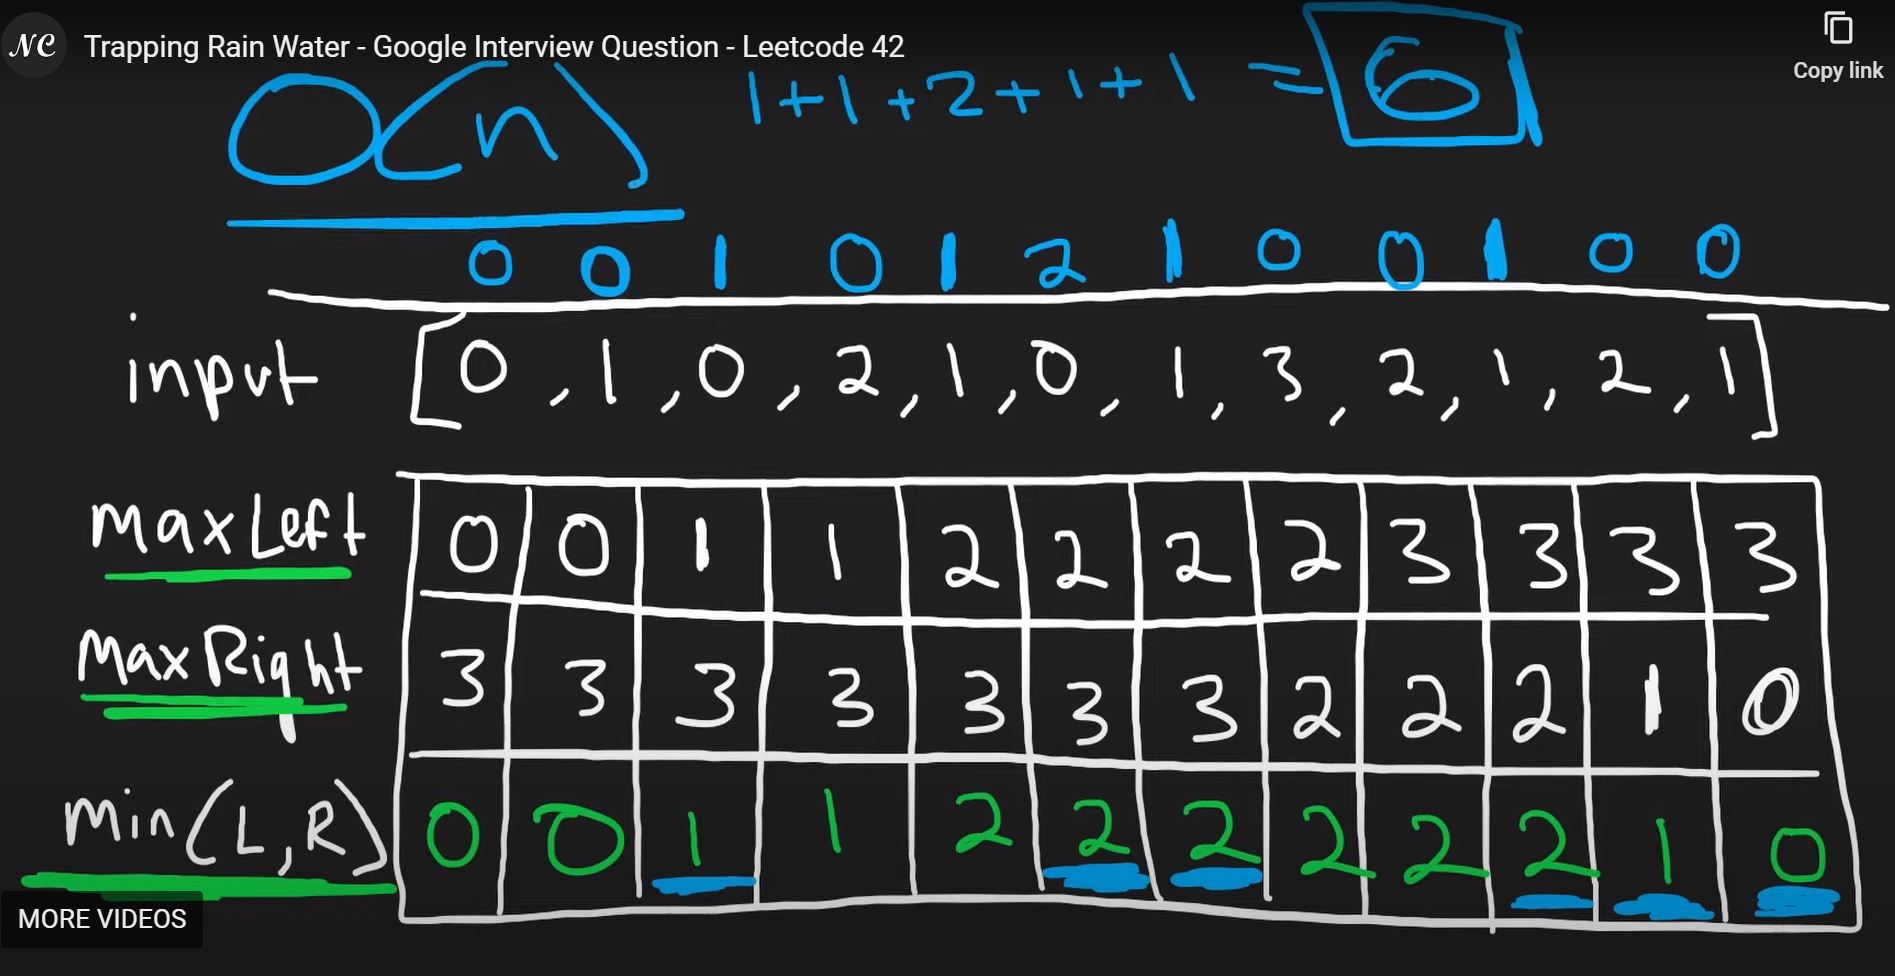 NC Trapping Rain Water - Google Interview Question - Leetcode 42
Copy link
O(n) 1+1+2+1+1 = 6
0 0 1 0 1 2 1 0 0 1 0 0
input [0,1,0,2,1,0,1,3,2,1,2,1]
maxLeft 0 0 1 1 2 2 2 2 3 3 3 3
MaxRight 3 3 3 3 3 3 3 2 2 2 1 0
min(L,R) 0 0 1 1 2 2 2 2 2 2 1 0
MORE VIDEOS